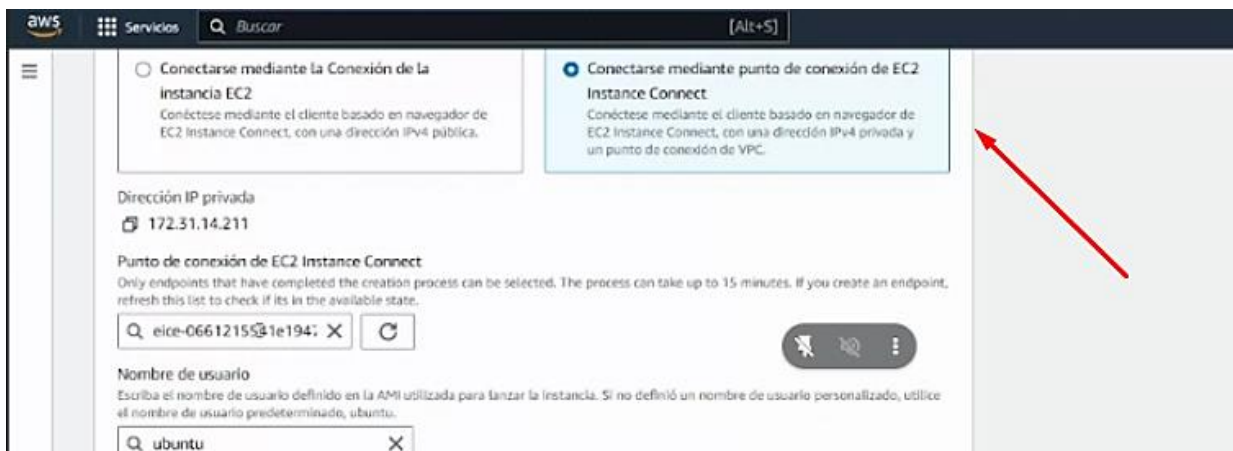 aws
Servicios
Buscar
[Alt+S]
Conectarse mediante la Conexión de la
instancia EC2
Conéctese mediante el cliente basado en navegador de
EC2 Instance Connect, con una dirección IPv4 pública.
Conectarse mediante punto de conexión de EC2
Instance Connect
Conéctese mediante el cliente basado en navegador de
EC2 Instance Connect, con una dirección IPv4 privada y
un punto de conexión de VPC.
Dirección IP privada
172.31.14.211
Punto de conexión de EC2 Instance Connect
Only endpoints that have completed the creation process can be selected. The process can take up to 15 minutes. If you create an endpoint,
refresh this list to check if its in the available state.
Nombre de usuario
Escriba el nombre de usuario definido en la AMI utilizada para lanzar la instancia. Si no definió un nombre de usuario personalizado, utilice
el nombre de usuario predeterminado, ubuntu.
ubuntu